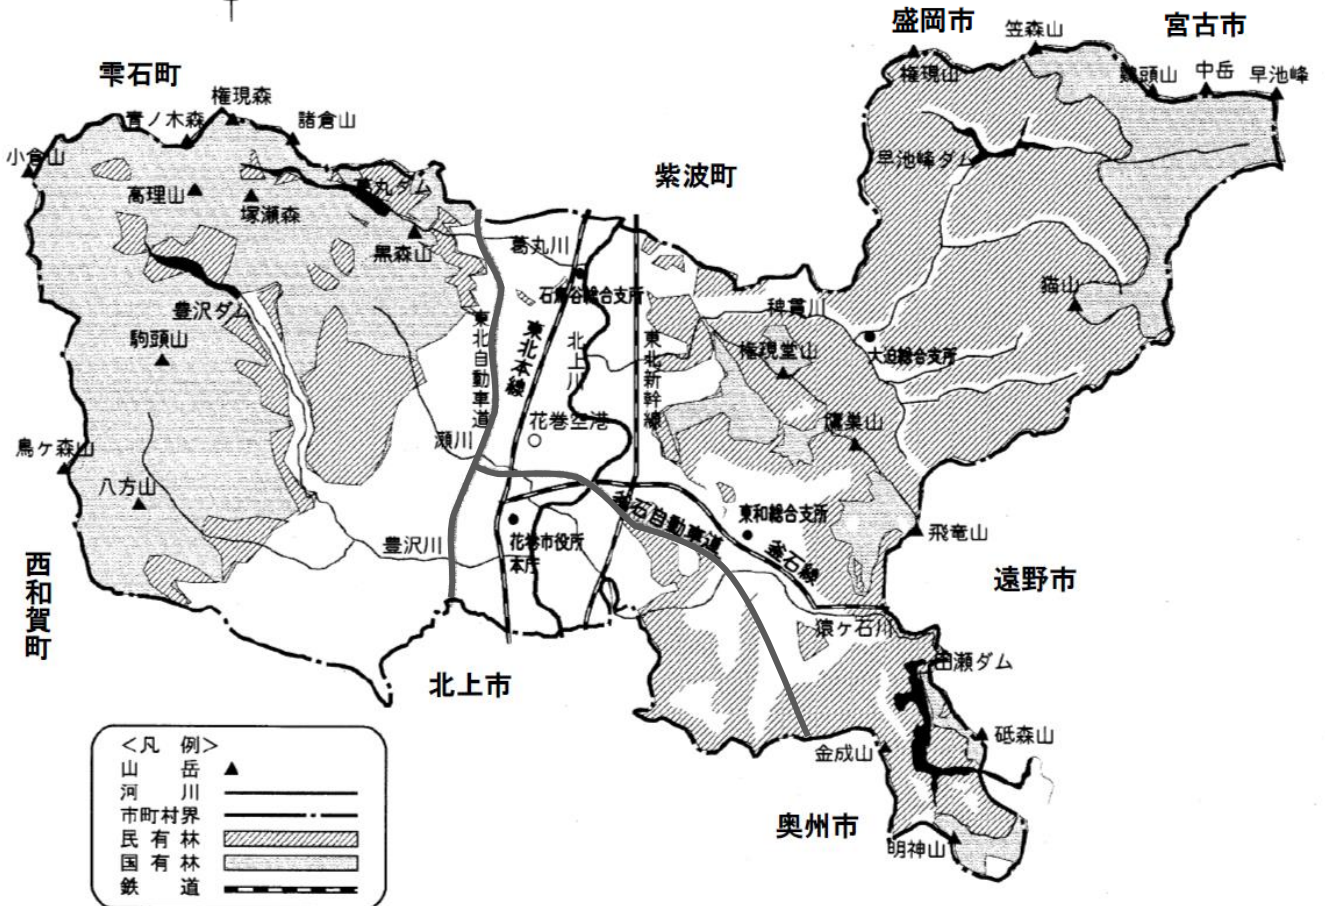 盛岡市
宮古市
笠森山
雫石町
権現山
鶏頭山
中岳
早池峰
権現森
青ノ木森
諸倉山
小倉山
早池峰ダム
紫波町
葛丸ダム
高理山
塚瀬森
黒森山
葛丸川
石鳥谷総合支所
猫山
豊沢ダム
稗貫川
駒頭山
東北自動車道
東北本線
北上川
東北新幹線
権現堂山
大迫総合支所
花巻空港
鷹巣山
瀬川
鳥ヶ森山
八方山
釜石自動車道
東和総合支所
飛竜山
豊沢川
花巻市役所
本庁
釜石線
西和賀町
遠野市
猿ヶ石川
田瀬ダム
北上市
砥森山
金成山
奥州市
明神山
<凡 例>
山 岳
河 川
市町村界
民有林
国有林
鉄 道